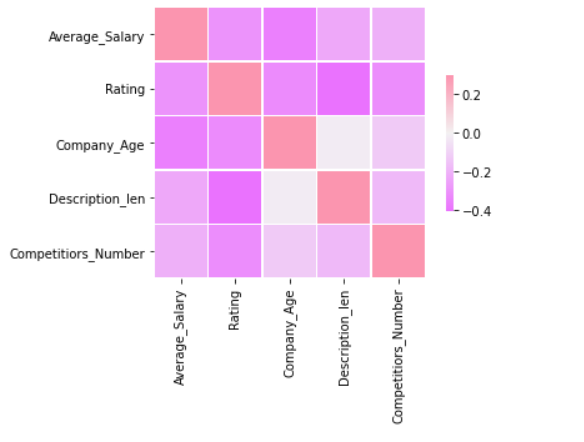 Average_Salary
Rating
Company_Age
Description_len
Competitiors_Number
0.2
0.0
−0.2
−0.4
Average_Salary
Rating
Company_Age
Description_len
Competitiors_Number